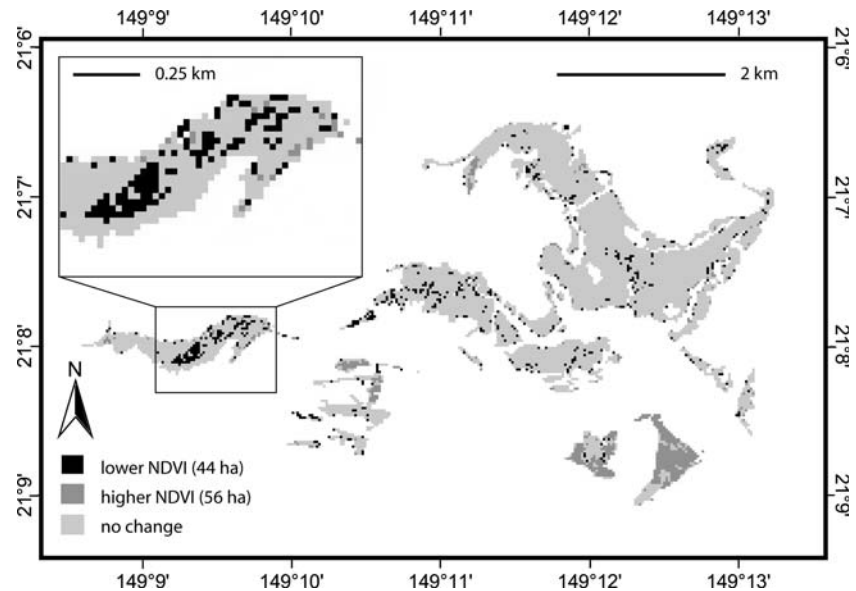 149°9' 149°10' 149°11' 149°12' 149°13'
21°6' 21°6'
0.25 km 2 km
21°7' 21°7'
21°8' 21°8'
N
lower NDVI (44 ha)
higher NDVI (56 ha)
21°9' 21°9'
no change
149°9' 149°10' 149°11' 149°12' 149°13'